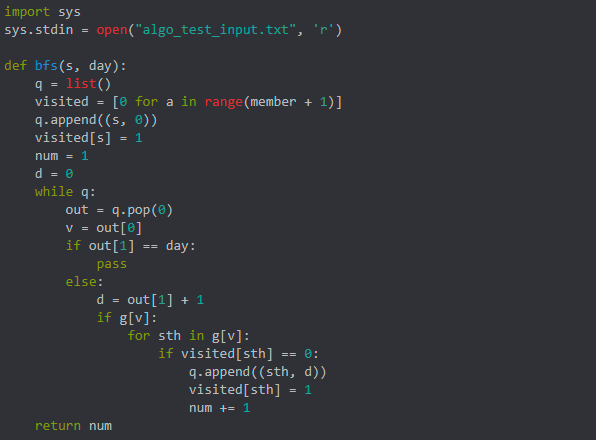 import sys
sys.stdin = open("algo_test_input.txt", 'r')

def bfs(s, day):
    q = list()
    visited = [0 for a in range(member + 1)]
    q.append((s, 0))
    visited[s] = 1
    num = 1
    d = 0
    while q:
        out = q.pop(0)
        v = out[0]
        if out[1] == day:
            pass
        else:
            d = out[1] + 1
            if g[v]:
                for sth in g[v]:
                    if visited[sth] == 0:
                        q.append((sth, d))
                        visited[sth] = 1
                        num += 1
    return num